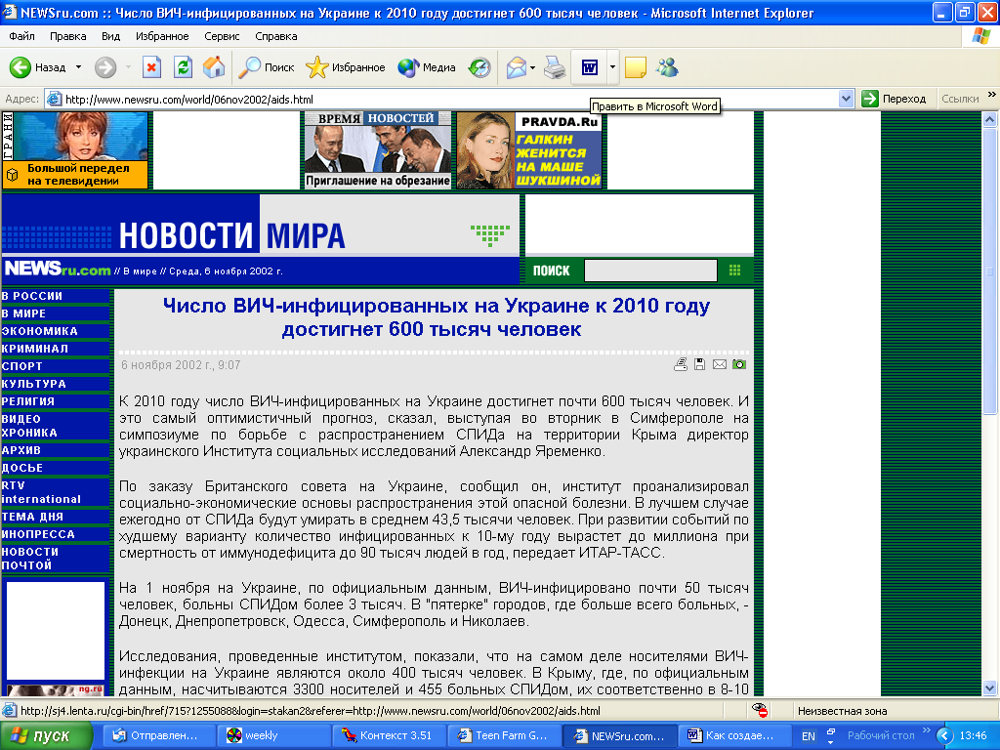 NEWSru.com :: Число ВИЧ-инфицированных на Украине к 2010 году достигнет 600 тысяч человек - Microsoft Internet Explorer
Файл Правка Вид Избранное Сервис Справка
Назад Поиск Избранное Медиа
Адрес: http://www.newsru.com/world/06nov2002/aids.html Переход Ссылки »
Править в Microsoft Word
ГРАНИ
Большой передел
на телевидении
ВРЕМЯ НОВОСТЕЙ
Приглашение на обрезание
PRAVDA.Ru
ГАЛКИН
ЖЕНИТСЯ
НА МАШЕ
ШУКШИНОЙ
НОВОСТИ МИРА
NEWSru.com // В мире // Среда, 6 ноября 2002 г.
ПОИСК
В РОССИИ
В МИРЕ
ЭКОНОМИКА
КРИМИНАЛ
СПОРТ
КУЛЬТУРА
РЕЛИГИЯ
ВИДЕО
ХРОНИКА
АРХИВ
ДОСЬЕ
RTV
international
ТЕМА ДНЯ
ИНОПРЕССА
НОВОСТИ
ПОЧТОЙ
ng.ru
Число ВИЧ-инфицированных на Украине к 2010 году
достигнет 600 тысяч человек
6 ноября 2002 г., 9:07
К 2010 году число ВИЧ-инфицированных на Украине достигнет почти 600 тысяч человек. И
это самый оптимистичный прогноз, сказал, выступая во вторник в Симферополе на
симпозиуме по борьбе с распространением СПИДа на территории Крыма директор
украинского Института социальных исследований Александр Яременко.
По заказу Британского совета на Украине, сообщил он, институт проанализировал
социально-экономические основы распространения этой опасной болезни. В лучшем случае
ежегодно от СПИДа будут умирать в среднем 43,5 тысячи человек. При развитии событий по
худшему варианту количество инфицированных к 10-му году вырастет до миллиона при
смертность от иммунодефицита до 90 тысяч людей в год, передает ИТАР-ТАСС.
На 1 ноября на Украине, по официальным данным, ВИЧ-инфицировано почти 50 тысяч
человек, больны СПИДом более 3 тысяч. В "пятерке" городов, где больше всего больных, -
Донецк, Днепропетровск, Одесса, Симферополь и Николаев.
Исследования, проведенные институтом, показали, что на самом деле носителями ВИЧ-
инфекции на Украине являются около 400 тысяч человек. В Крыму, где, по официальным
данным, насчитываются 3300 носителей и 455 больных СПИДом, их соответственно в 8-10
http://sj4.lenta.ru/cgi-bin/href/715?1255088&login=stakan2&referer=http://www.newsru.com/world/06nov2002/aids.html Неизвестная зона
пуск Отправлен... weekly Контекст 3.51 Teen Farm G... NEWSru.com... Как создае... EN Рабочий стол » 13:46